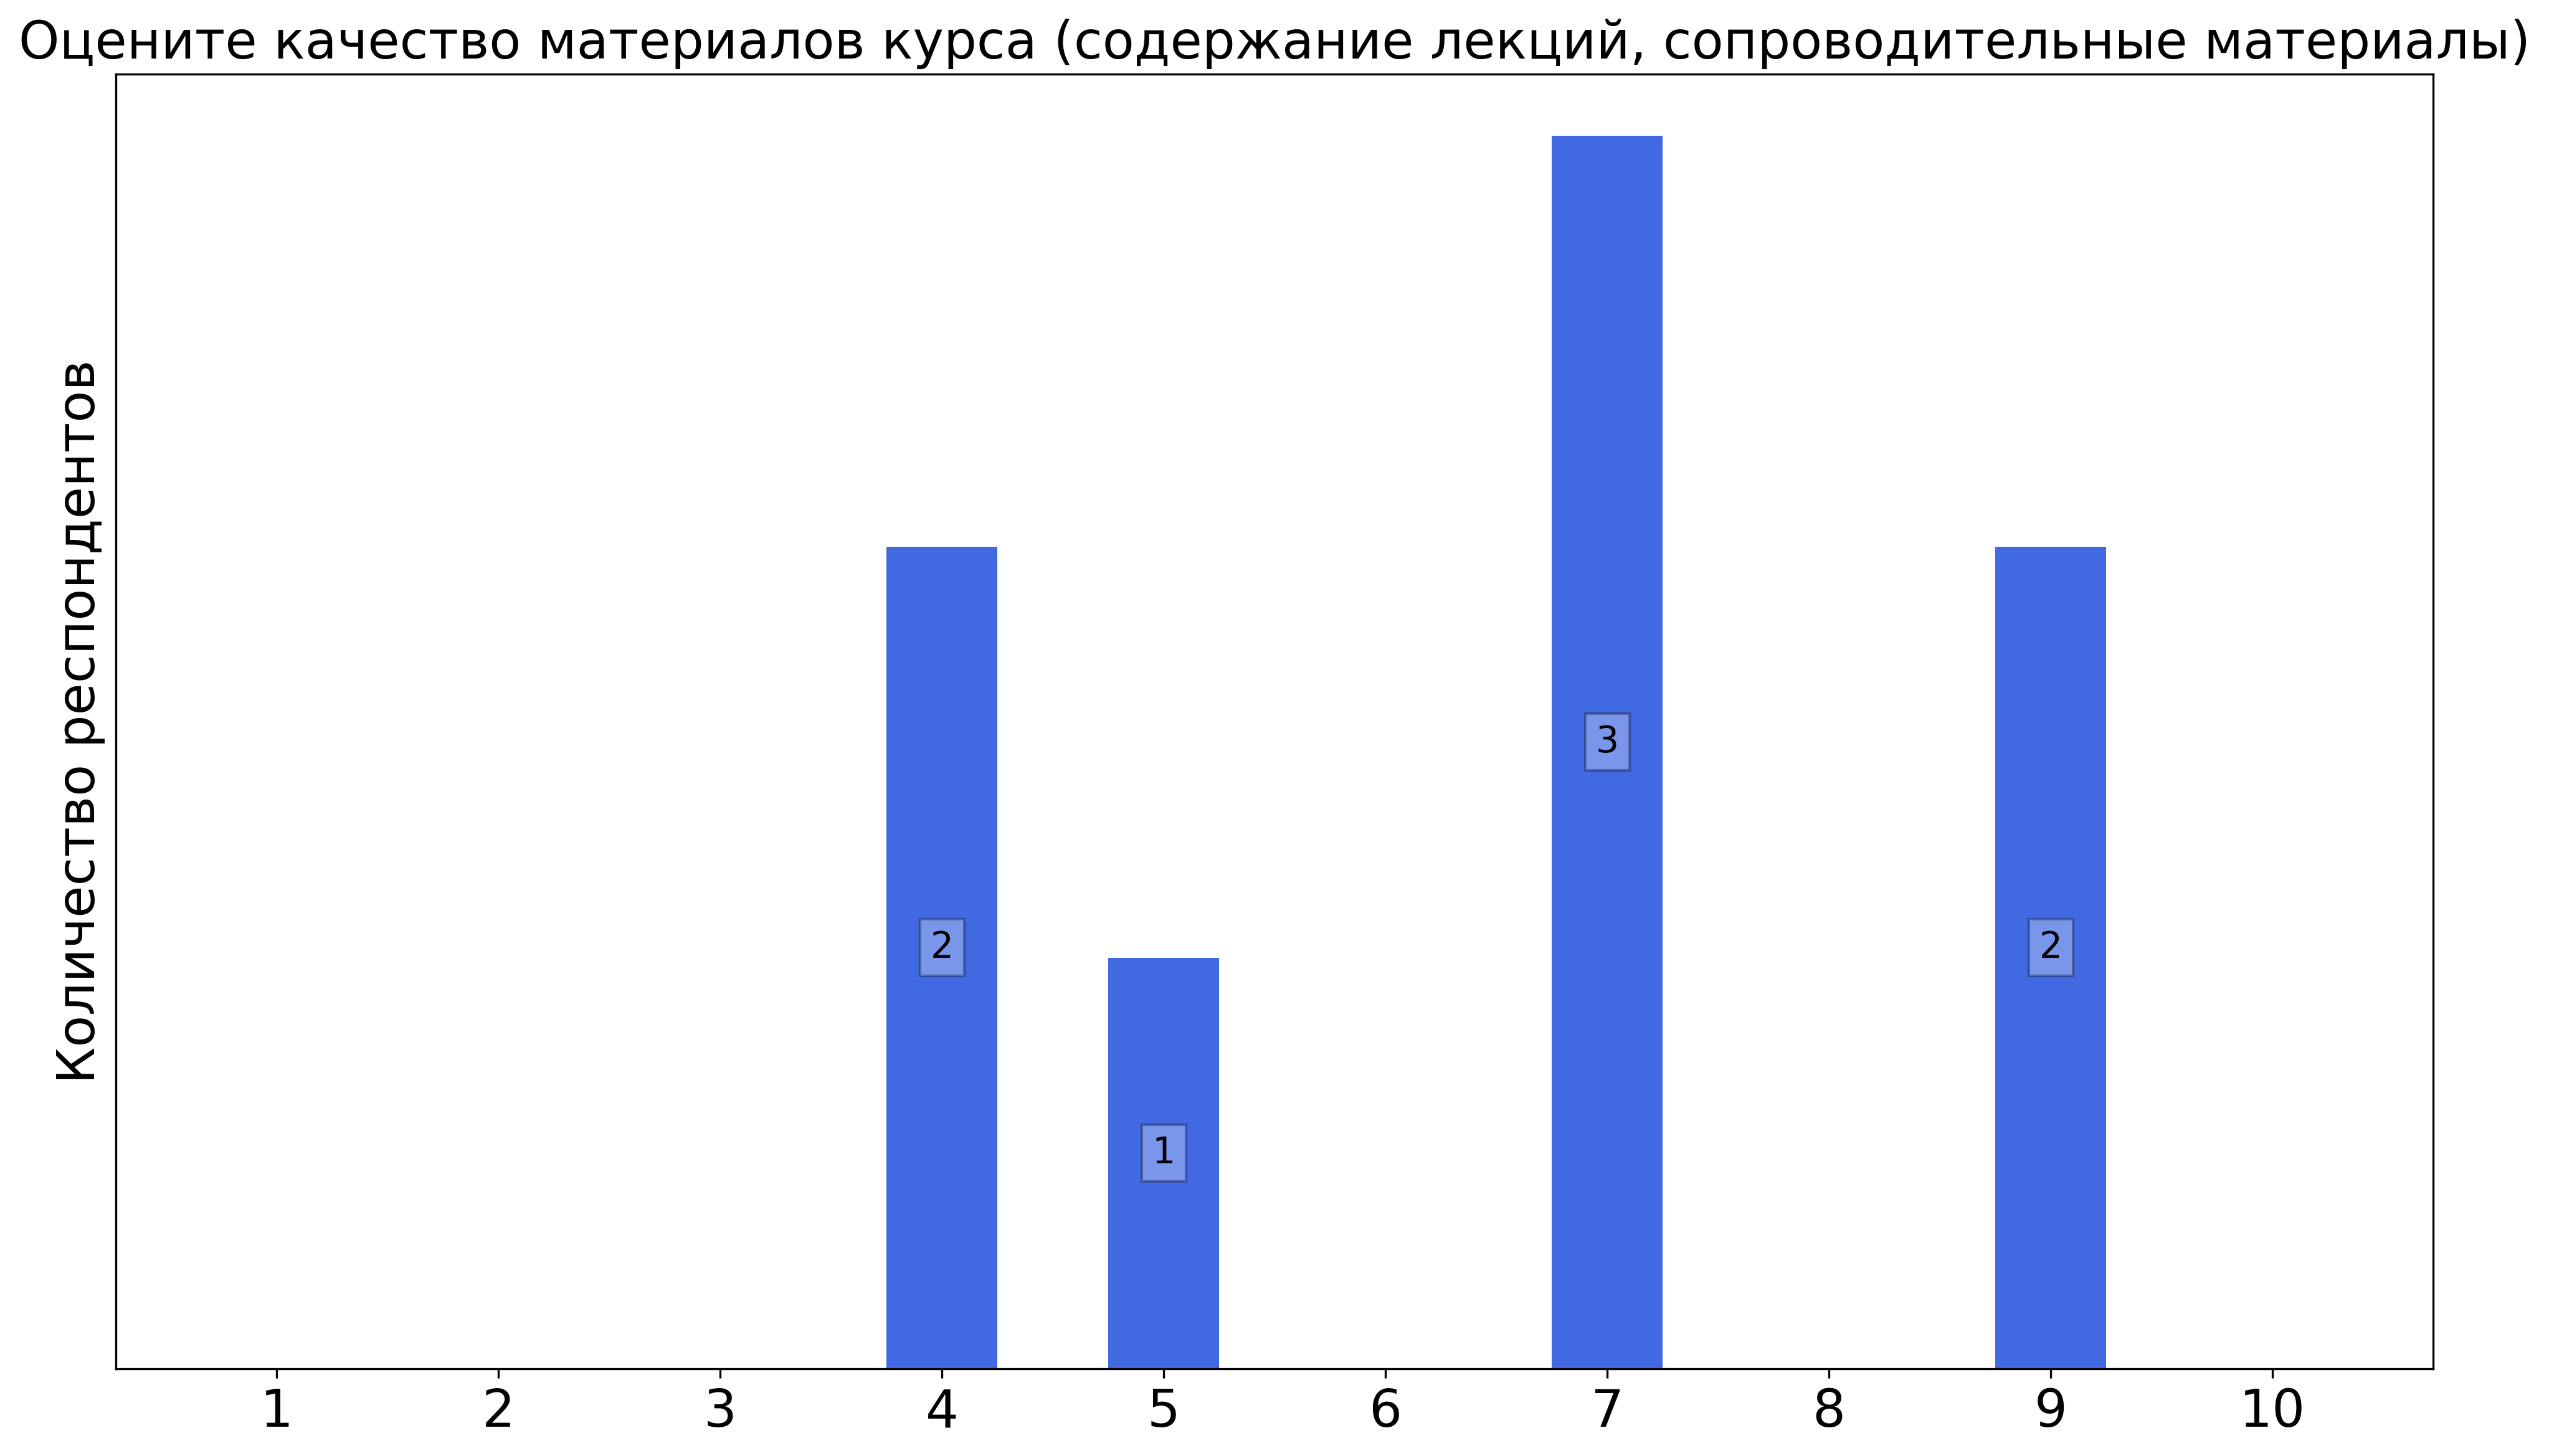 Оцените качество материалов курса (содержание лекций, сопроводительные материалы)
Количество респондентов
3
2
2
1
1 2 3 4 5 6 7 8 9 10